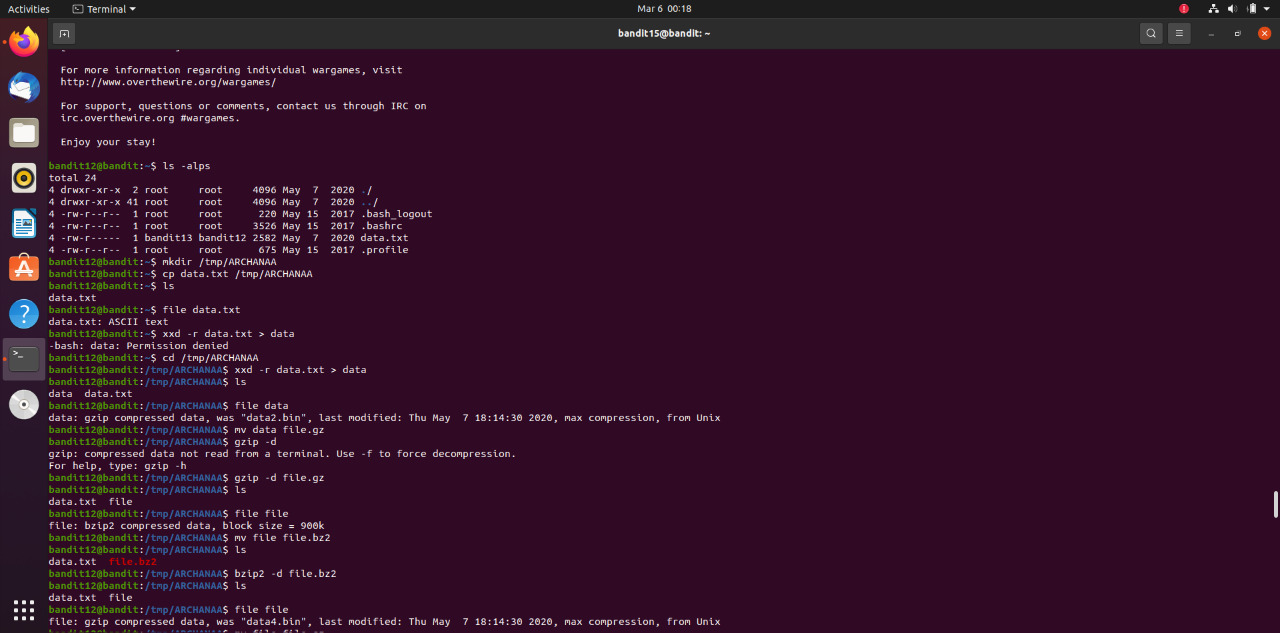 Activities Terminal Mar 6 00:18
bandit15@bandit: ~
For more information regarding individual wargames, visit
http://www.overthewire.org/wargames/
For support, questions or comments, contact us through IRC on
irc.overthewire.org #wargames.
Enjoy your stay!
bandit12@bandit:~$ ls -alps
total 24
4 drwxr-xr-x  2 root     root     4096 May  7  2020 ./
4 drwxr-xr-x 41 root     root     4096 May  7  2020 ../
4 -rw-r--r--  1 root     root      220 May 15  2017 .bash_logout
4 -rw-r--r--  1 root     root     3526 May 15  2017 .bashrc
4 -rw-r-----  1 bandit13 bandit12 2582 May  7  2020 data.txt
4 -rw-r--r--  1 root     root      675 May 15  2017 .profile
bandit12@bandit:~$ mkdir /tmp/ARCHANAA
bandit12@bandit:~$ cp data.txt /tmp/ARCHANAA
bandit12@bandit:~$ ls
data.txt
bandit12@bandit:~$ file data.txt
data.txt: ASCII text
bandit12@bandit:~$ xxd -r data.txt > data
-bash: data: Permission denied
bandit12@bandit:~$ cd /tmp/ARCHANAA
bandit12@bandit:/tmp/ARCHANAA$ xxd -r data.txt > data
bandit12@bandit:/tmp/ARCHANAA$ ls
data  data.txt
bandit12@bandit:/tmp/ARCHANAA$ file data
data: gzip compressed data, was "data2.bin", last modified: Thu May  7 18:14:30 2020, max compression, from Unix
bandit12@bandit:/tmp/ARCHANAA$ mv data file.gz
bandit12@bandit:/tmp/ARCHANAA$ gzip -d
gzip: compressed data not read from a terminal. Use -f to force decompression.
For help, type: gzip -h
bandit12@bandit:/tmp/ARCHANAA$ gzip -d file.gz
bandit12@bandit:/tmp/ARCHANAA$ ls
data.txt  file
bandit12@bandit:/tmp/ARCHANAA$ file file
file: bzip2 compressed data, block size = 900k
bandit12@bandit:/tmp/ARCHANAA$ mv file file.bz2
bandit12@bandit:/tmp/ARCHANAA$ ls
data.txt  file.bz2
bandit12@bandit:/tmp/ARCHANAA$ bzip2 -d file.bz2
bandit12@bandit:/tmp/ARCHANAA$ ls
data.txt  file
bandit12@bandit:/tmp/ARCHANAA$ file file
file: gzip compressed data, was "data4.bin", last modified: Thu May  7 18:14:30 2020, max compression, from Unix